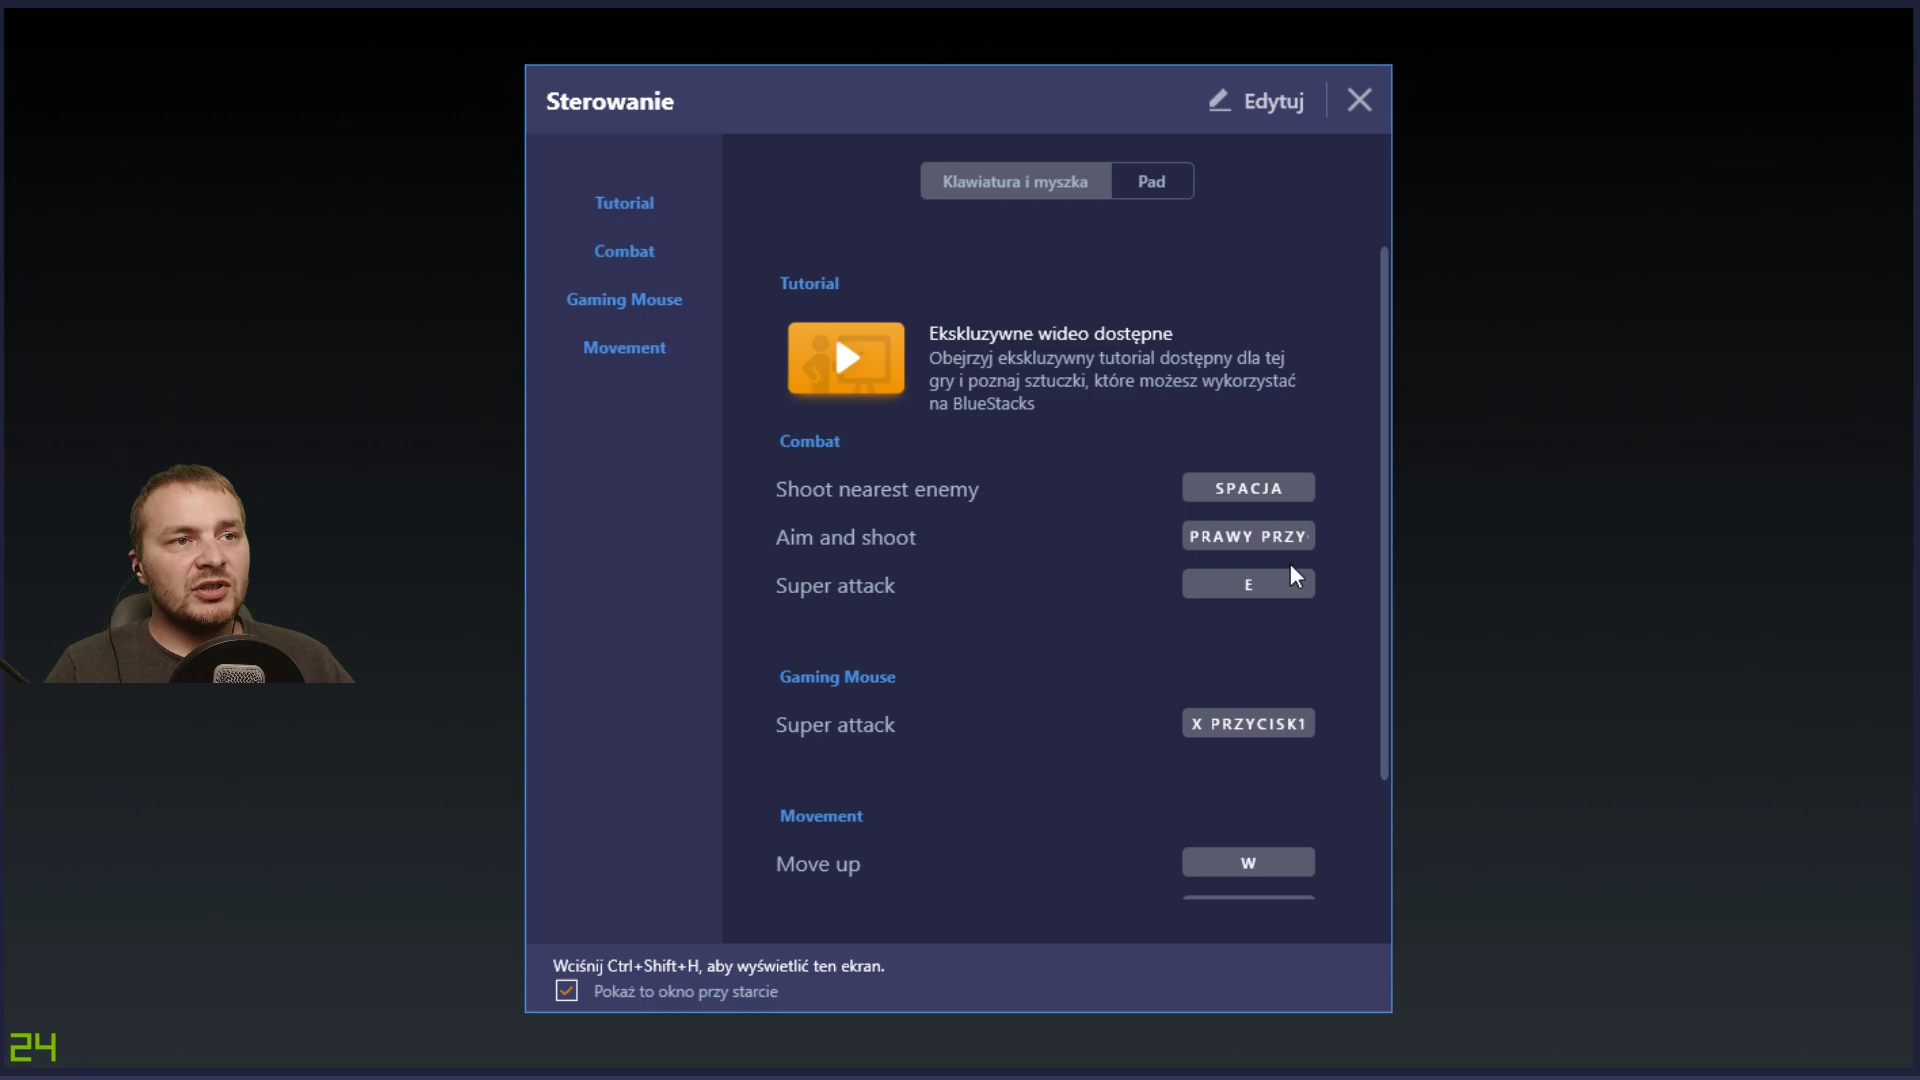 Sterowanie
Edytuj
Klawiatura i myszka
Pad
Tutorial
Combat
Gaming Mouse
Movement
Tutorial
Ekskluzywne wideo dostępne
Obejrzyj ekskluzywny tutorial dostępny dla tej
gry i poznaj sztuczki, które możesz wykorzystać
na BlueStacks
Combat
Shoot nearest enemy
SPACJA
Aim and shoot
PRAWY PRZY
Super attack
E
Gaming Mouse
Super attack
X PRZYCISK1
Movement
Move up
W
Wciśnij Ctrl+Shift+H, aby wyświetlić ten ekran.
Pokaż to okno przy starcie
24